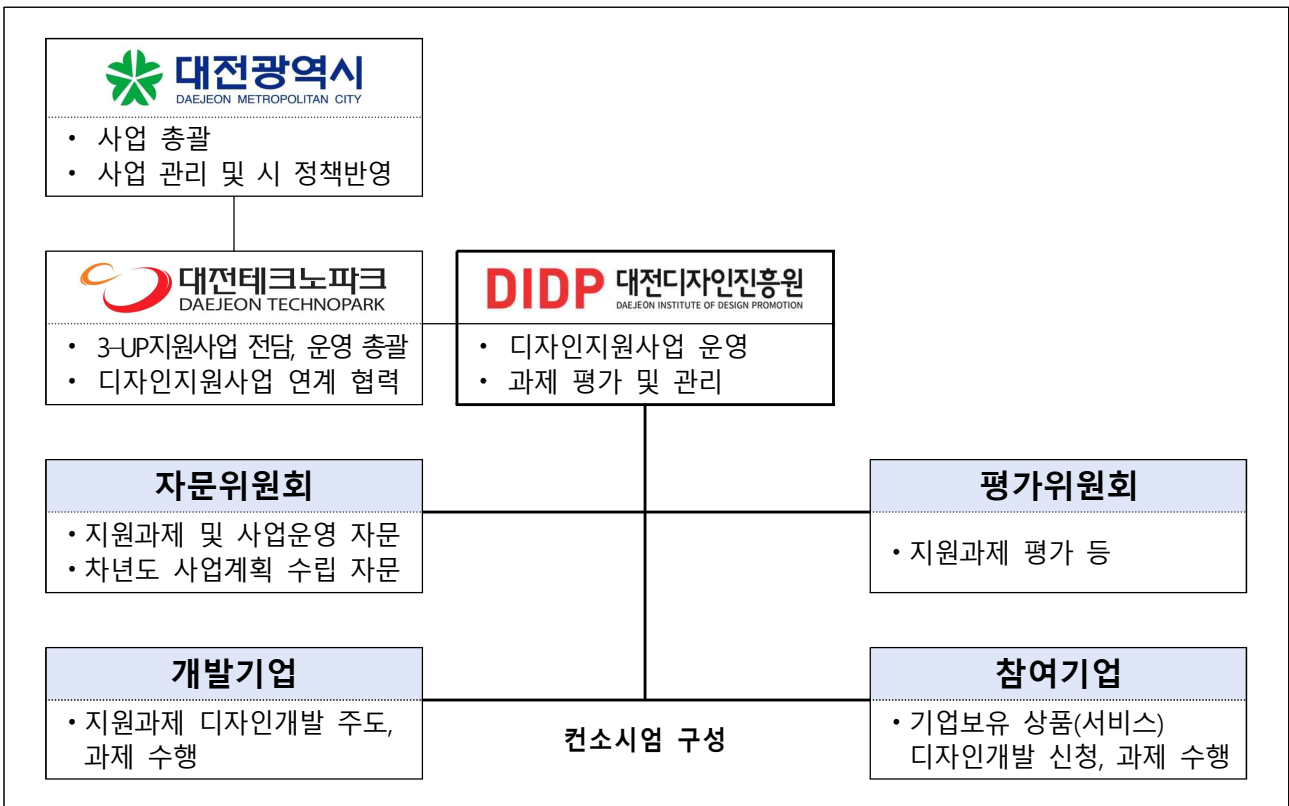 대전광역시
DAEJEON METROPOLITAN CITY
• 사업 총괄
• 사업 관리 및 시 정책반영
대전테크노파크
DAEJEON TECHNOPARK
• 3-UP지원사업 전담, 운영 총괄
• 디자인지원사업 연계 협력
DIDP 대전디자인진흥원
DAEJEON INSTITUTE OF DESIGN PROMOTION
• 디자인지원사업 운영
• 과제 평가 및 관리
자문위원회
• 지원과제 및 사업운영 자문
• 차년도 사업계획 수립 자문
평가위원회
• 지원과제 평가 등
개발기업
• 지원과제 디자인개발 주도,
과제 수행
컨소시엄 구성
참여기업
• 기업보유 상품(서비스)
디자인개발 신청, 과제 수행